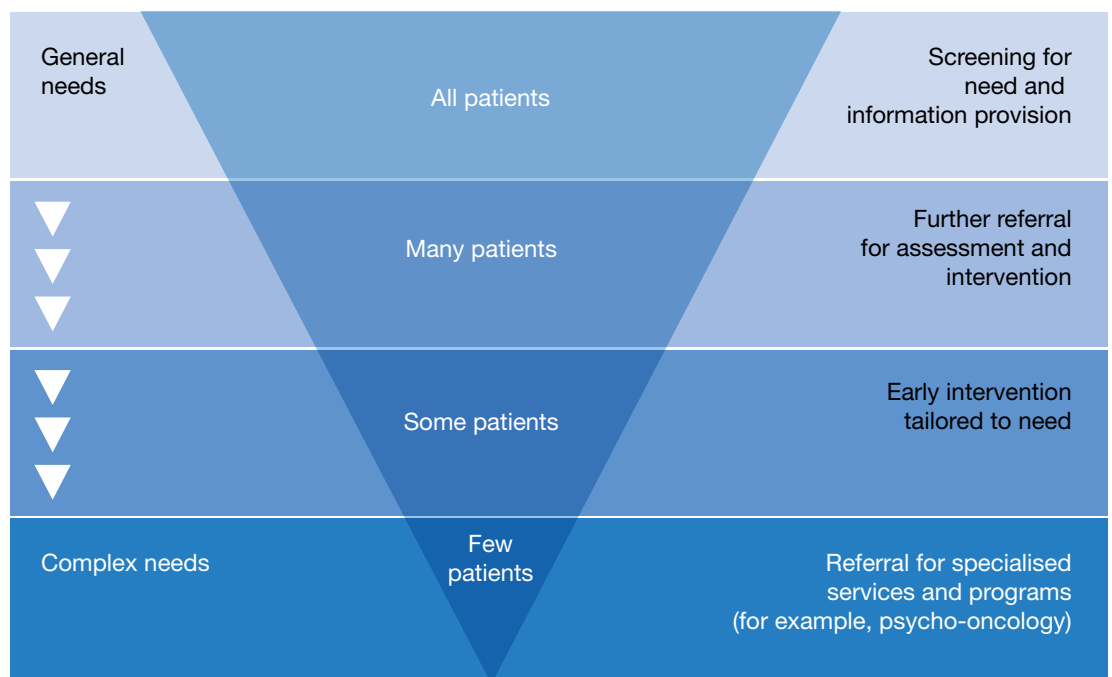 General
needs
All patients
Screening for
need and
information provision
Many patients
Further referral
for assessment and
intervention
Some patients
Early intervention
tailored to need
Complex needs
Few
patients
Referral for specialised
services and programs
(for example, psycho-oncology)